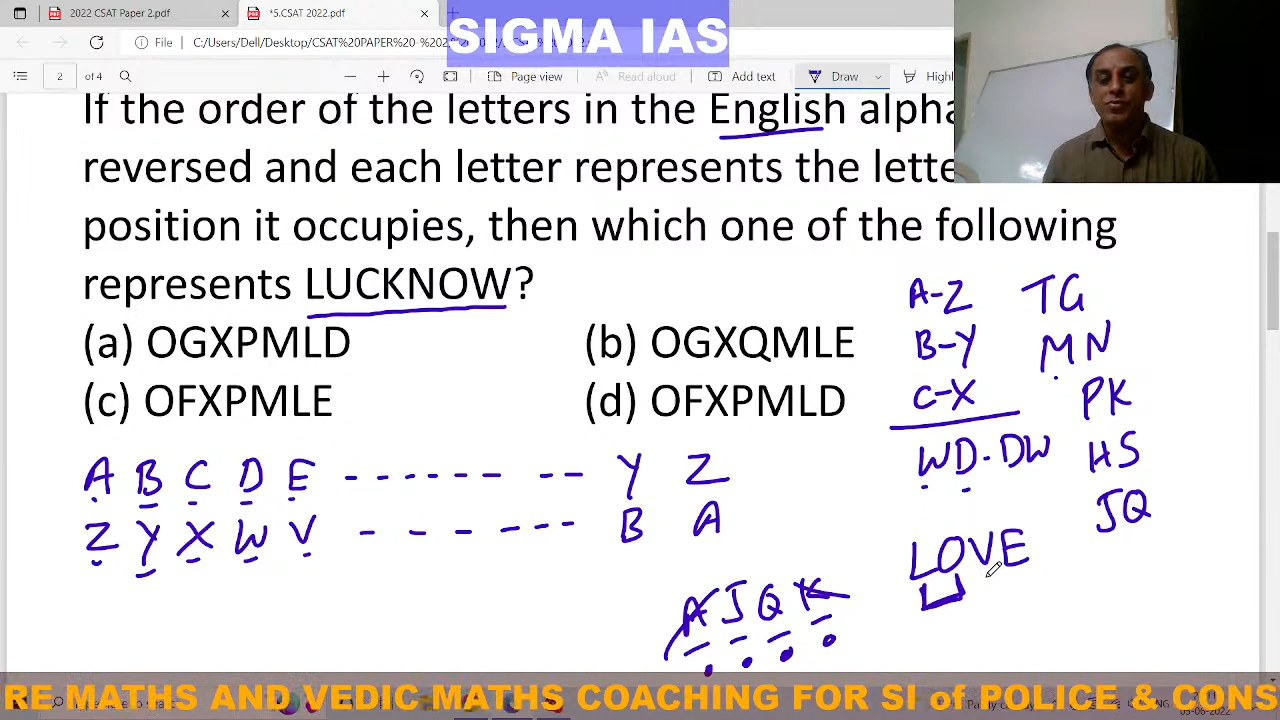 2022 CSAT Paper 2.pdf
*5.CSAT 2022.pdf
SIGMA IAS
File
C:/Users/Dell/Desktop/CSAT%20PAPER
2 of 4
Page view
Read aloud
Add text
Draw
Highl
If the order of the letters in the English alpha
reversed and each letter represents the lette
position it occupies, then which one of the following
represents LUCKNOW?
(a) OGXPMLD
(b) OGXQMLE
(c) OFXPMLE
(d) OFXPMLD
A-Z TG
B-Y MN
C-X PK
WD-DW HS
JQ
LOVE
A B C D E Y Z
Z Y X W V B A
A J Q K
RE MATHS AND VEDIC MATHS COACHING FOR SI of POLICE & CONS